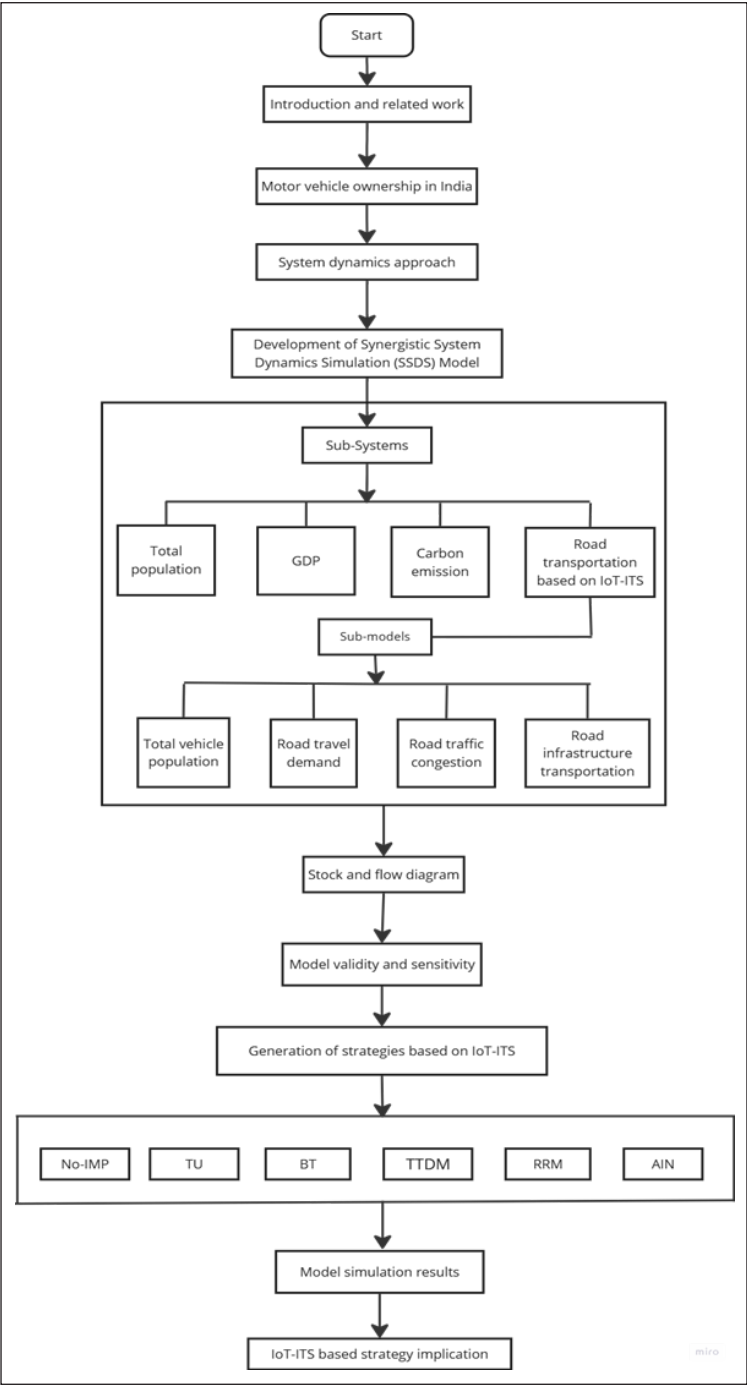 Start
Introduction and related work
Motor vehicle ownership in India
System dynamics approach
Development of Synergistic System
Dynamics Simulation (SSDS) Model
Sub-Systems
Total
population
GDP
Carbon
emission
Road
transportation
based on IoT-ITS
Sub-models
Total vehicle
population
Road travel
demand
Road traffic
congestion
Road
infrastructure
transportation
Stock and flow diagram
Model validity and sensitivity
Generation of strategies based on IoT-ITS
No-IMP
TU
BT
TTDM
RRM
AIN
Model simulation results
IoT-ITS based strategy implication
miro